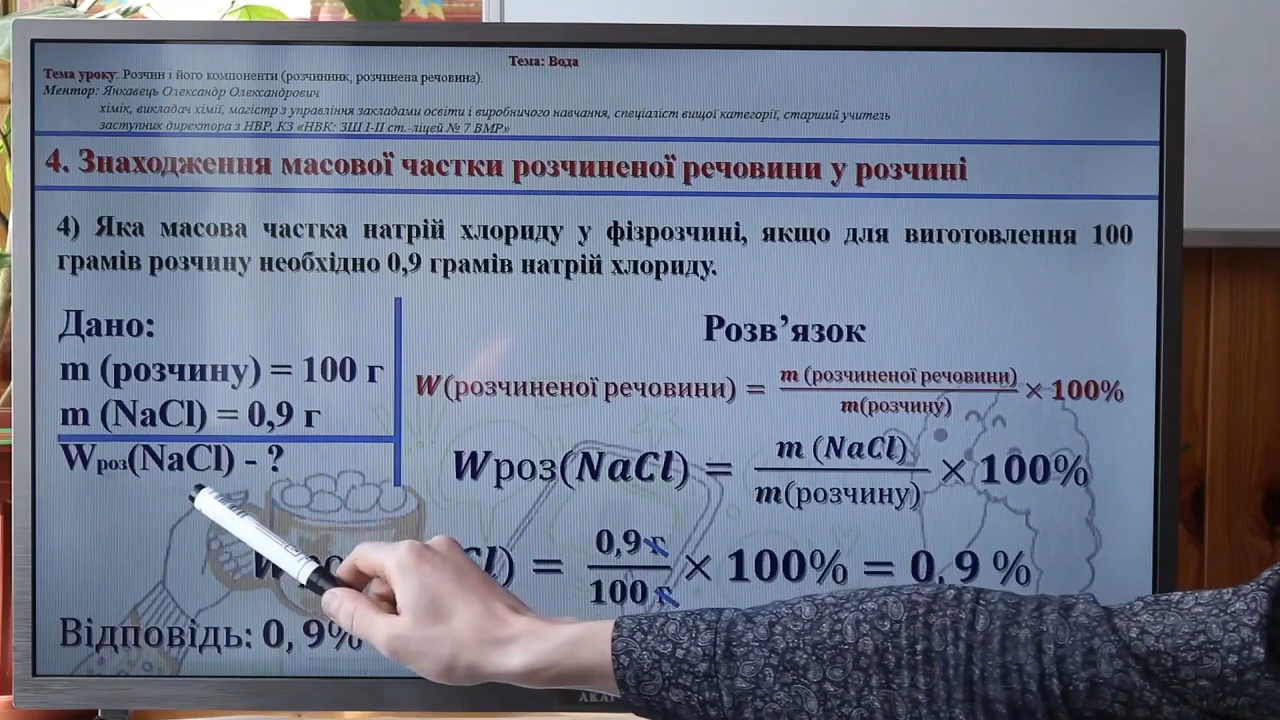 Тема: Вода
Тема уроку: Розчин і його компоненти (розчинник, розчинена речовина).
Ментор: Янкавець Олександр Олександрович
хімік, викладач хімії, магістр з управління закладами освіти і виробничого навчання, спеціаліст вищої категорії, старший учитель
заступник директора з НВР, КЗ «НВК: ЗШ І-ІІ ст.-ліцей № 7 ВМР»
4. Знаходження масової частки розчиненої речовини у розчині
4) Яка масова частка натрій хлориду у фізрозчині, якщо для виготовлення 100
грамів розчину необхідно 0,9 грамів натрій хлориду.
Дано:
m (розчину) = 100 г
m (NaCl) = 0,9 г
Wроз(NaCl) - ?
Розв’язок
W(розчиненої речовини) = m (розчиненої речовини) / m(розчину) × 100%
Wроз(NaCl) = m (NaCl) / m(розчину) × 100%
= 0,9 г / 100 г × 100% = 0,9 %
Відповідь: 0, 9%